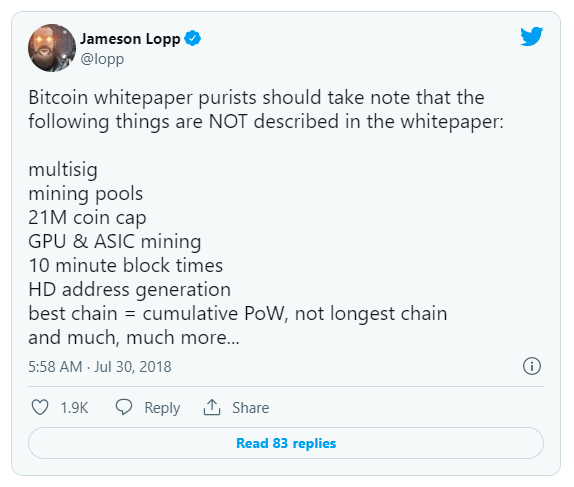 Jameson Lopp
@lopp
Bitcoin whitepaper purists should take note that the
following things are NOT described in the whitepaper:
multisig
mining pools
21M coin cap
GPU & ASIC mining
10 minute block times
HD address generation
best chain = cumulative PoW, not longest chain
and much, much more...
5:58 AM · Jul 30, 2018
1.9K Reply Share
Read 83 replies